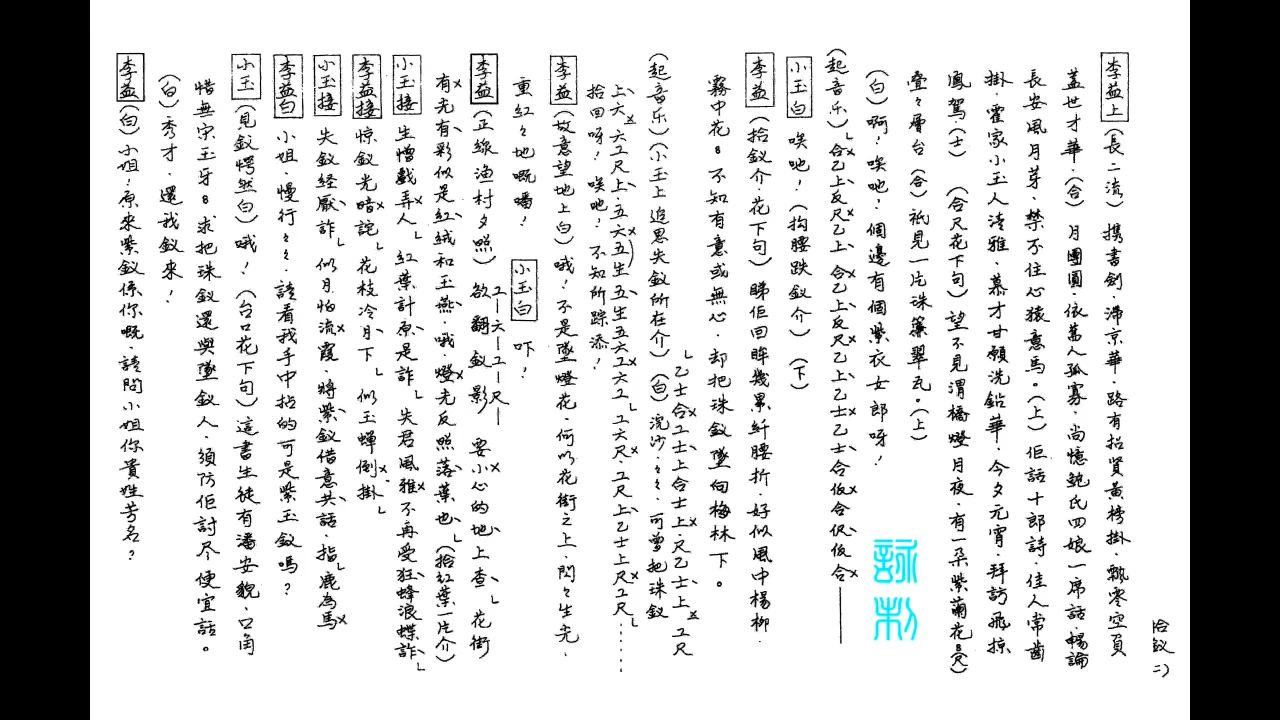 拾釵 二)
李益上 (長二流) 携書劍·滯京華·路有招賢黃榜掛·飄零空負
蓋世才華·(合) 月團圓·依舊人孤寡·尚憶鮑氏四娘一席話·暢論
長安風月芽·禁不住心猿意馬。(上) 佢話十郎詩·佳人常齒
掛·霍家小玉人清雅·慕才甘願洗鉛華·今夕元宵·拜訪飛掠
鳳駕(士) (合尺花下句) 望不見渭橋燈月夜·有一朵紫蘭花(8尺)
疊々層台(合) 祇見一片珠簾翠瓦。(上)
(白) 啊!唉吔!個邊有個紫衣女郎呀!
(起音乐) 合乙上反尺乙上 合乙上反尺乙上乙士乙士合仮合伬仮合——
小玉白 唉吔!(拘腰跌釵介) (下)
李益 (拾釵介·花下句) 睇佢回眸幾累纤腰折·好似風中楊柳·
霧中花8不知有意或無心·却把珠釵墜向梅林下。
(起音乐) (小玉上追思失釵所在介) (白) 浣沙々々·可曾把珠釵
乙士合工士上合士上·尺乙士上 工尺
上六 六工尺上·五六五生五生五六工六工 工六尺·工尺上乙士上尺工尺……
拾回呀!唉吔!不知所踪添!
李益 (故意望地上白) 哦!不是墜燈花·何以花街之上·閃々生光·
重紅々地嘅噃! 小玉白 吓!
工—六—工—尺—
李益 (正線漁村夕照) 欲翻釵影 要小心的地上查 花街
有光有彩似是紅絨和玉燕·哦·燈光反照落葉也·(拾紅葉一片介)
小玉接 生憎戲弄人 紅葉計原是詐 失君風雅不再受狂蜂浪蝶詐
李益接 惊釵光暗詫 花枝冷月下 似玉蟬倒掛
小玉接 失釵経厭詐 似月怕流霞·將紫釵借意共話·指鹿為馬
李益白 小姐·慢行々々·請看我手中拾的可是紫玉釵嗎?
小玉 (見釵愕然白) 哦!(台口花下句) 這書生徒有潘安貌·口角
惜無宋玉牙8求把珠釵還與墜釵人·須防佢討尽便宜話。
(白) 秀才·還我釵來!
李益 (白) 小姐!原來紫釵係你嘅·請問小姐你貴姓芳名?
詠利